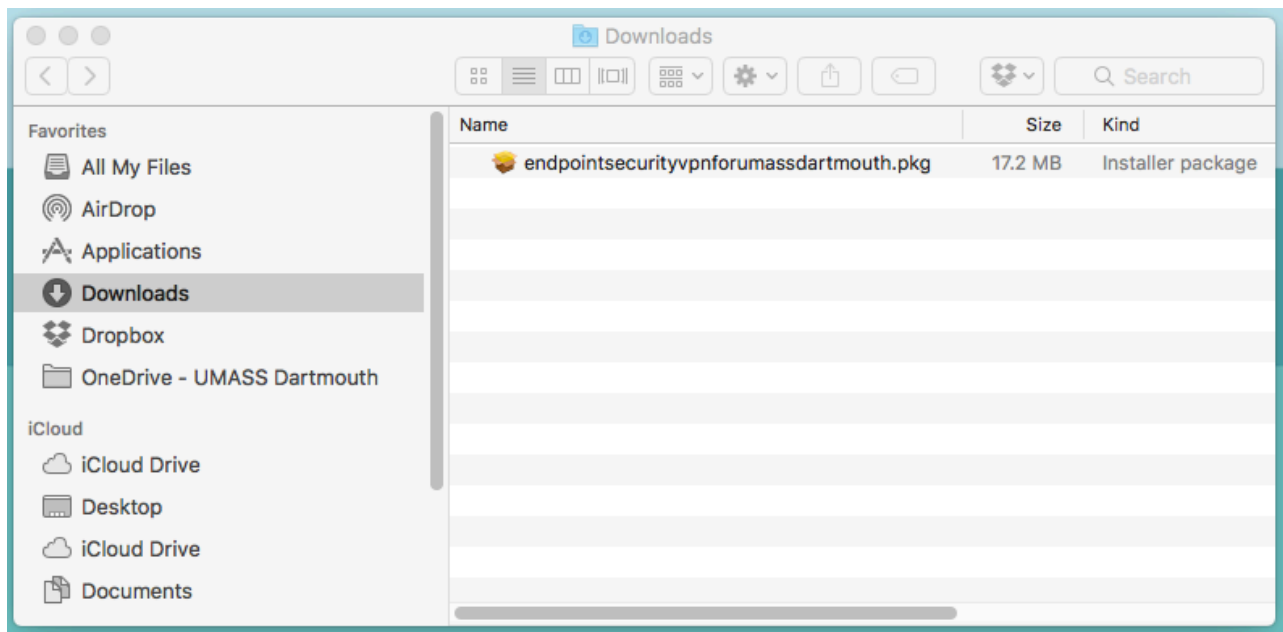 Downloads
Search
Favorites
All My Files
AirDrop
Applications
Downloads
Dropbox
OneDrive - UMASS Dartmouth
iCloud
iCloud Drive
Desktop
iCloud Drive
Documents
Name Size Kind
endpointsecurityvpnforumassdartmouth.pkg 17.2 MB Installer package